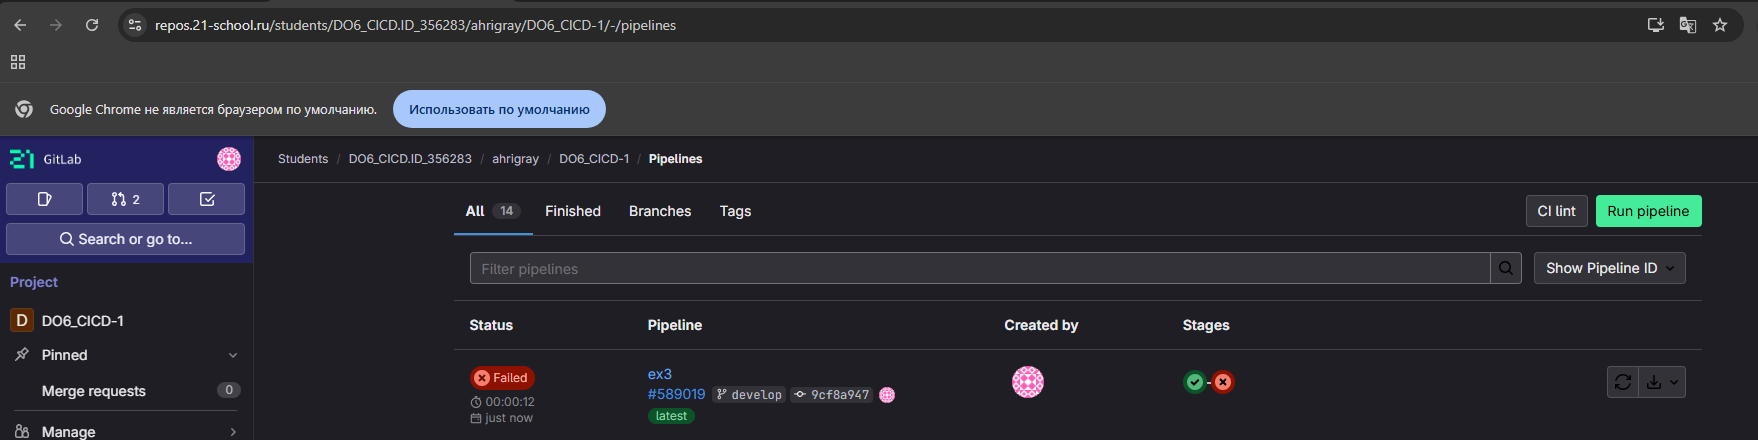 repos.21-school.ru/students/DO6_CICD.ID_356283/ahrigray/DO6_CICD-1/-/pipelines
Google Chrome не является браузером по умолчанию.
Использовать по умолчанию
21 GitLab
Students / DO6_CICD.ID_356283 / ahrigray / DO6_CICD-1 / Pipelines
2
Search or go to...
Project
D DO6_CICD-1
Pinned
Merge requests 0
Manage
All 14 Finished Branches Tags
CI lint
Run pipeline
Filter pipelines
Show Pipeline ID
Status Pipeline Created by Stages
Failed
00:00:12
just now
ex3
#589019 develop 9cf8a947
latest